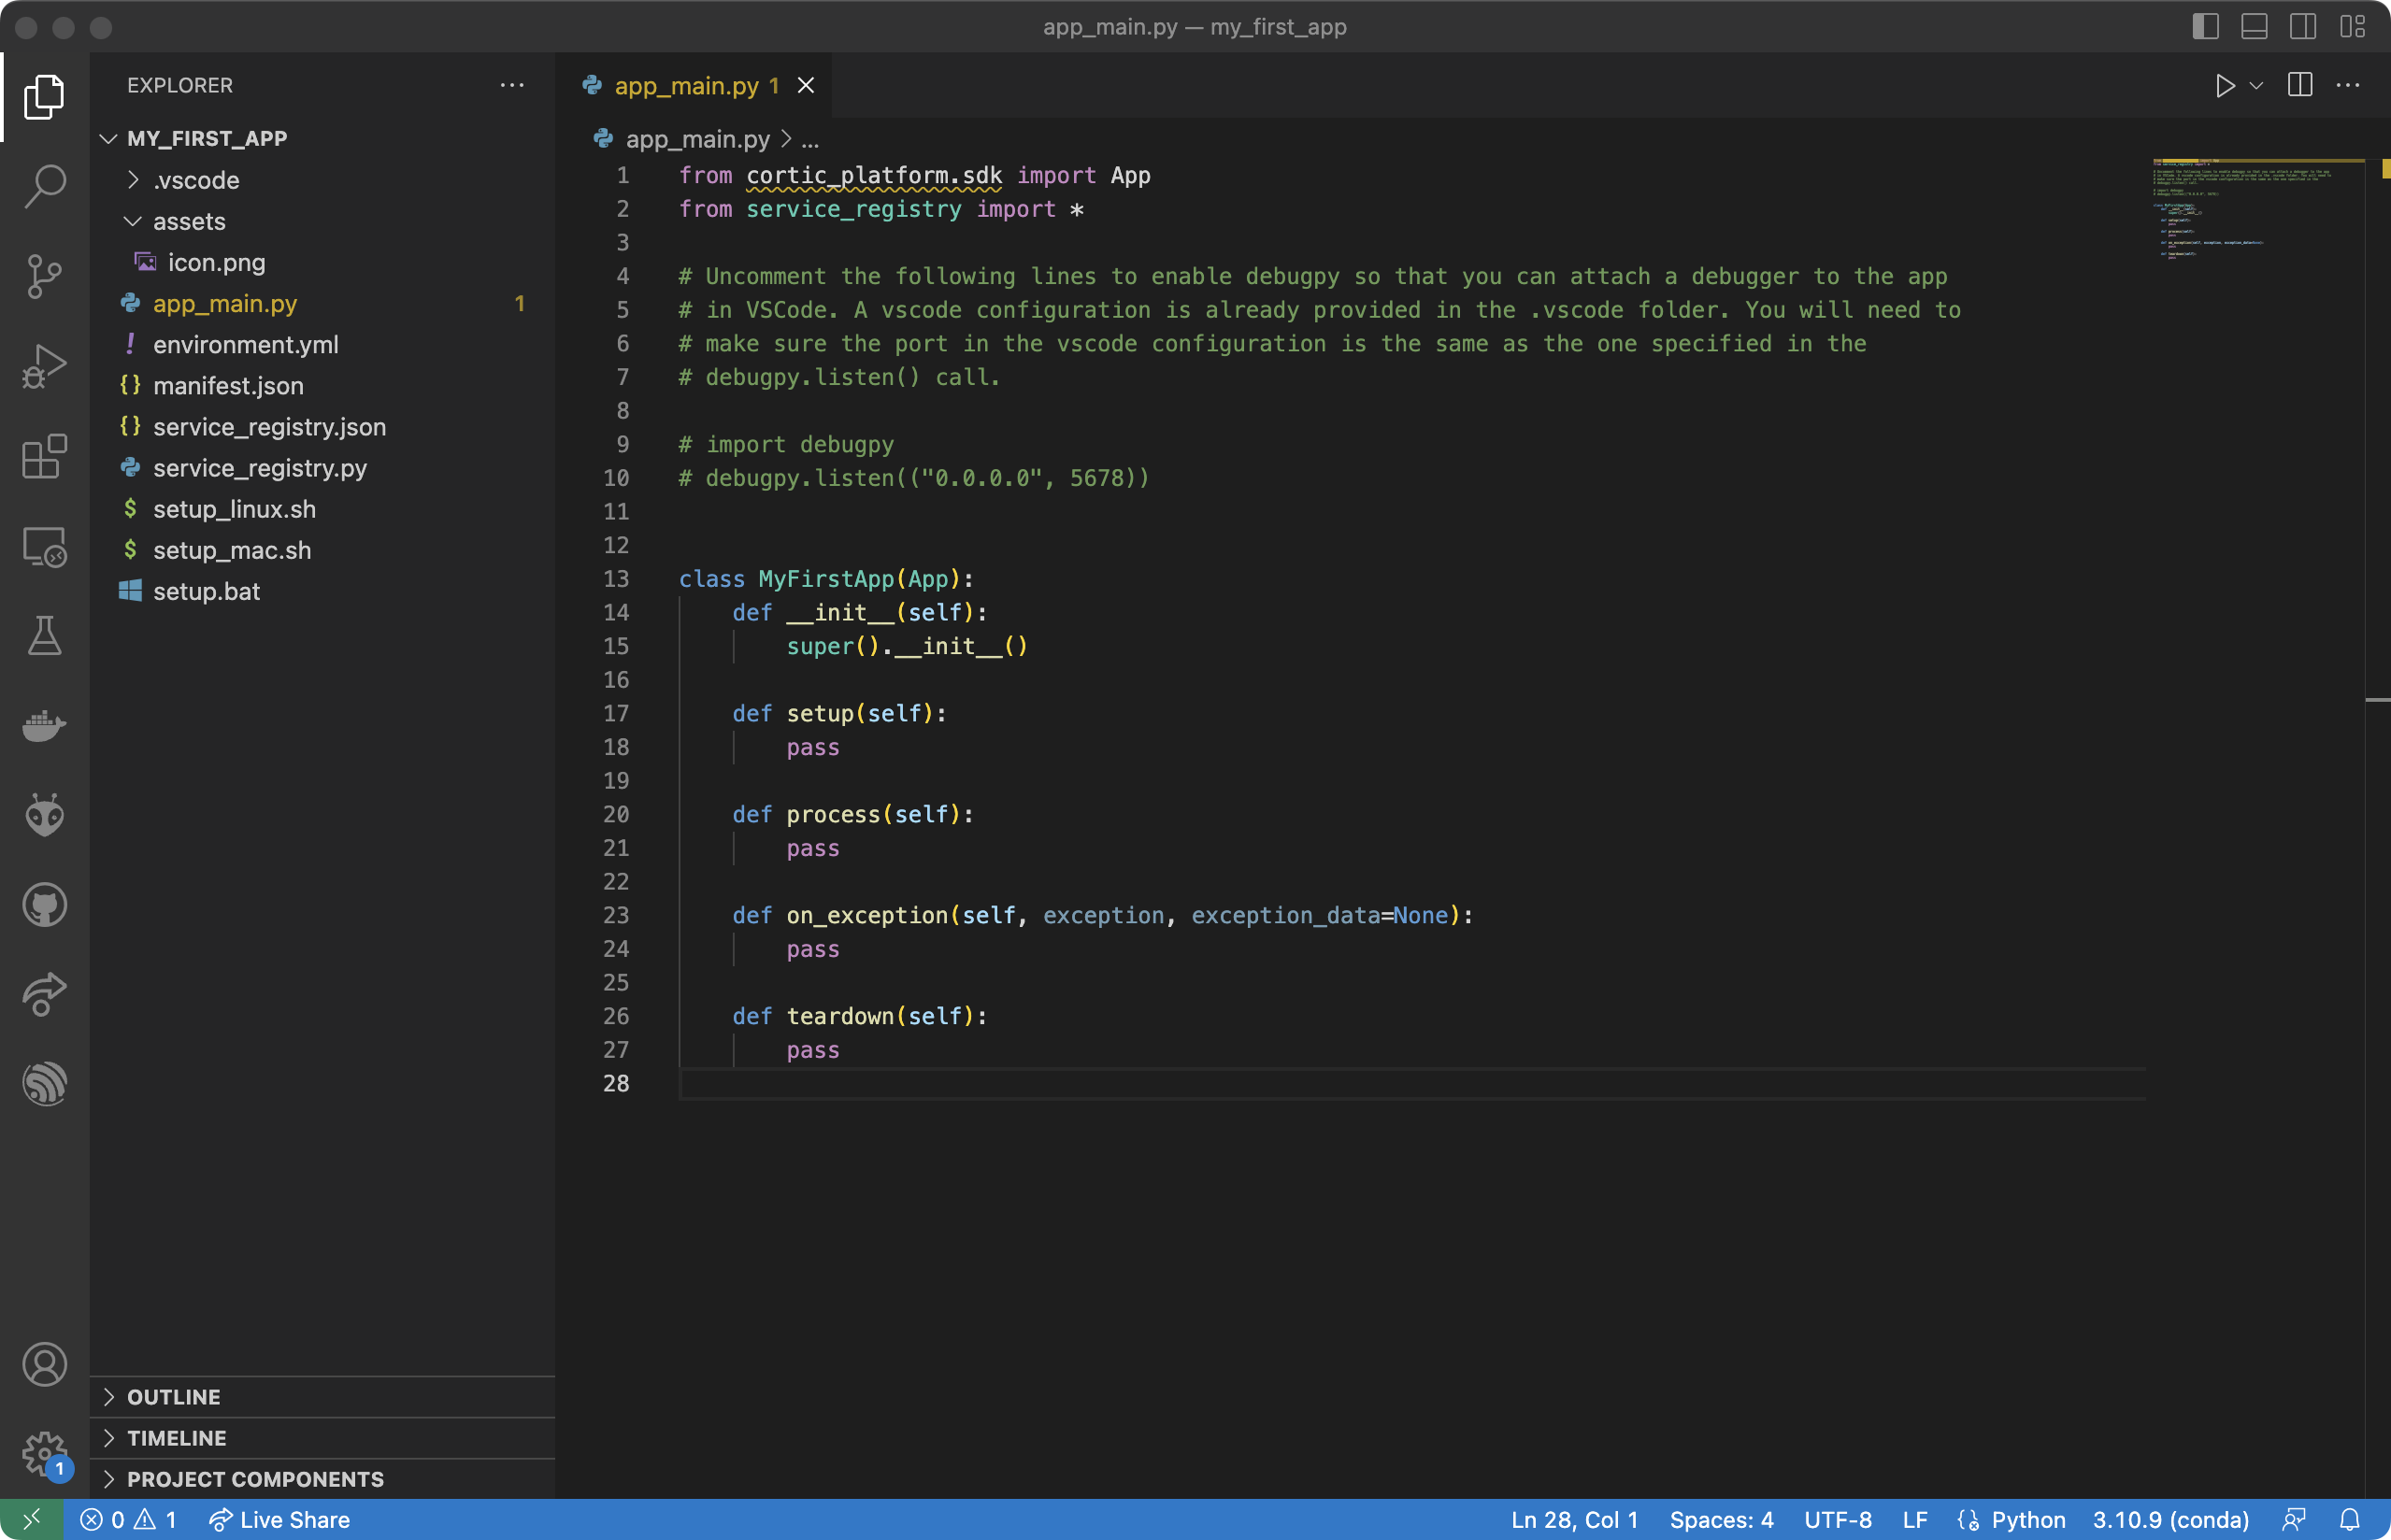 app_main.py — my_first_app
EXPLORER
MY_FIRST_APP
.vscode
assets
icon.png
app_main.py 1
environment.yml
manifest.json
service_registry.json
service_registry.py
setup_linux.sh
setup_mac.sh
setup.bat
OUTLINE
TIMELINE
PROJECT COMPONENTS
app_main.py 1
app_main.py > ...
1 from cortic_platform.sdk import App
2 from service_registry import *
3
4 # Uncomment the following lines to enable debugpy so that you can attach a debugger to the app
5 # in VSCode. A vscode configuration is already provided in the .vscode folder. You will need to
6 # make sure the port in the vscode configuration is the same as the one specified in the
7 # debugpy.listen() call.
8
9 # import debugpy
10 # debugpy.listen(("0.0.0.0", 5678))
11
12
13 class MyFirstApp(App):
14     def __init__(self):
15         super().__init__()
16
17     def setup(self):
18         pass
19
20     def process(self):
21         pass
22
23     def on_exception(self, exception, exception_data=None):
24         pass
25
26     def teardown(self):
27         pass
28
1
0 1 Live Share
Ln 28, Col 1 Spaces: 4 UTF-8 LF Python 3.10.9 (conda)